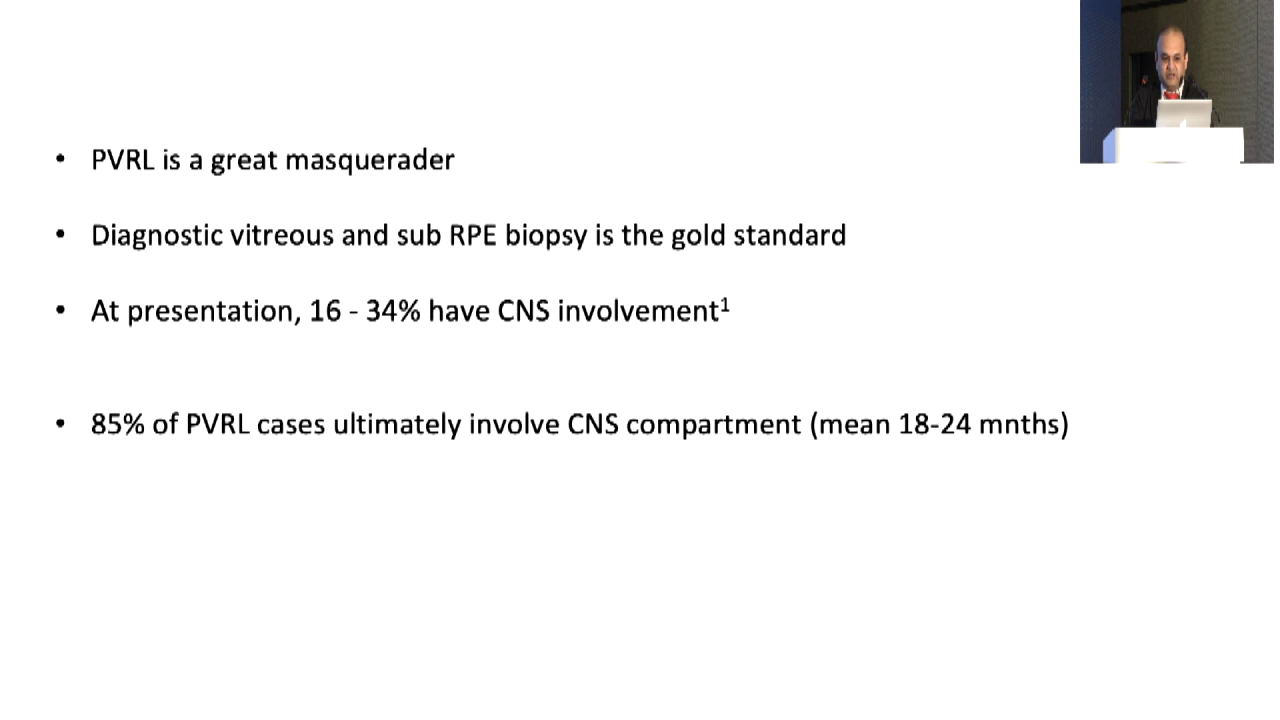 • PVRL is a great masquerader
• Diagnostic vitreous and sub RPE biopsy is the gold standard
• At presentation, 16 - 34% have CNS involvement¹
• 85% of PVRL cases ultimately involve CNS compartment (mean 18-24 mnths)